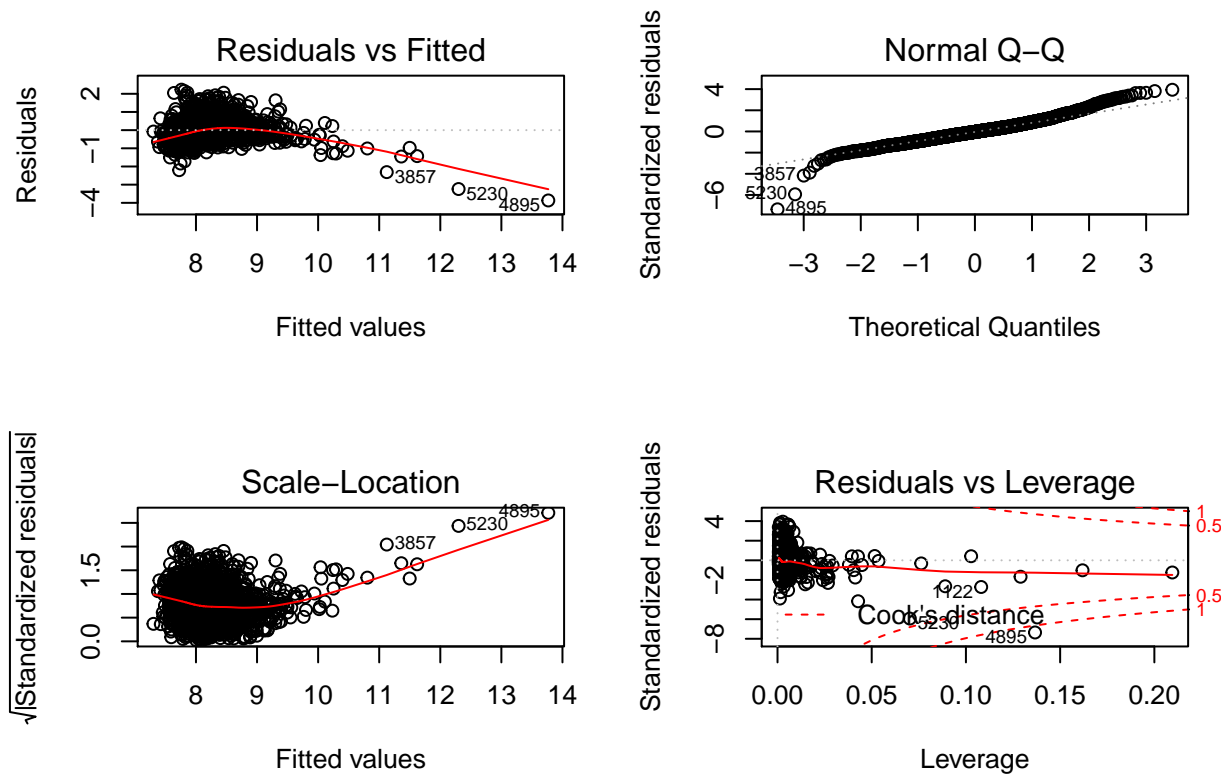 Residuals vs Fitted
Residuals
2
−1
−4
3857
5230
4895
8 9 10 11 12 13 14
Fitted values
Normal Q−Q
Standardized residuals
4
0
−6
3857
5230
4895
−3 −2 −1 0 1 2 3
Theoretical Quantiles
Scale−Location
√|Standardized residuals|
1.5
0.0
4895
5230
3857
8 9 10 11 12 13 14
Fitted values
Residuals vs Leverage
Standardized residuals
4
−2
−8
1
0.5
0.5
1
1122
Cook's distance
5230
4895
0.00 0.05 0.10 0.15 0.20
Leverage